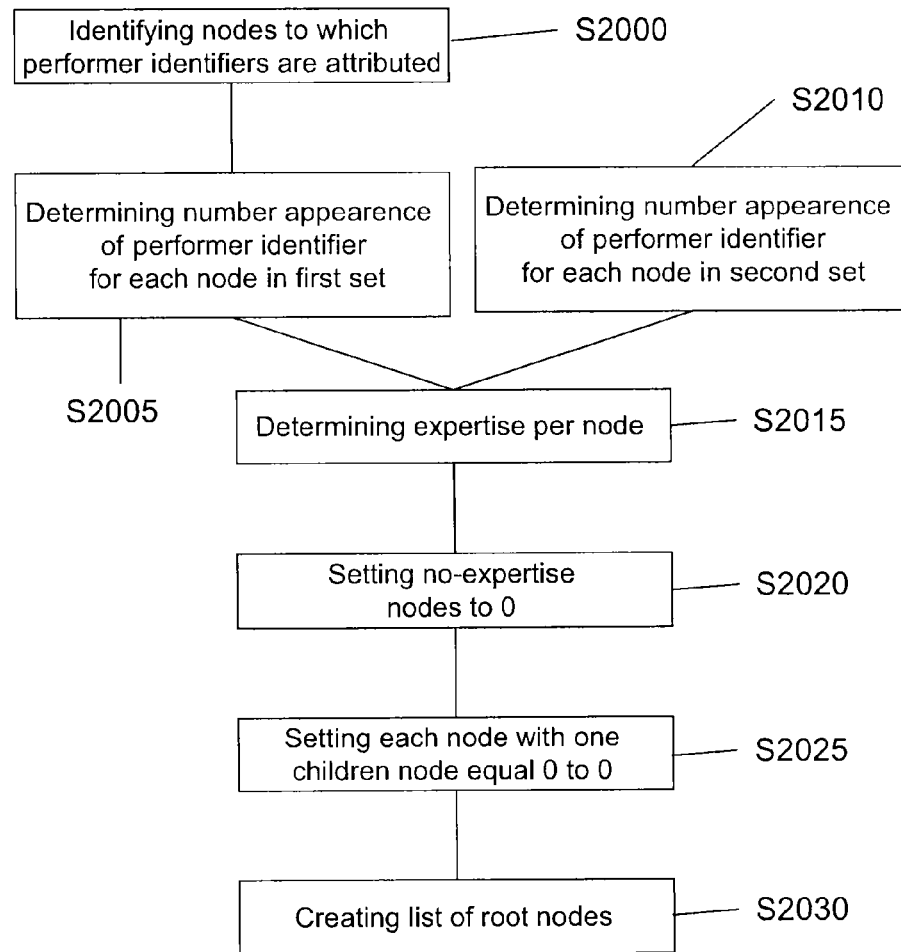 Identifying nodes to which
performer identifiers are attributed
S2000
S2010
Determining number appearence
of performer identifier
for each node in first set
Determining number appearence
of performer identifier
for each node in second set
S2005
Determining expertise per node
S2015
Setting no-expertise
nodes to 0
S2020
Setting each node with one
children node equal 0 to 0
S2025
Creating list of root nodes
S2030